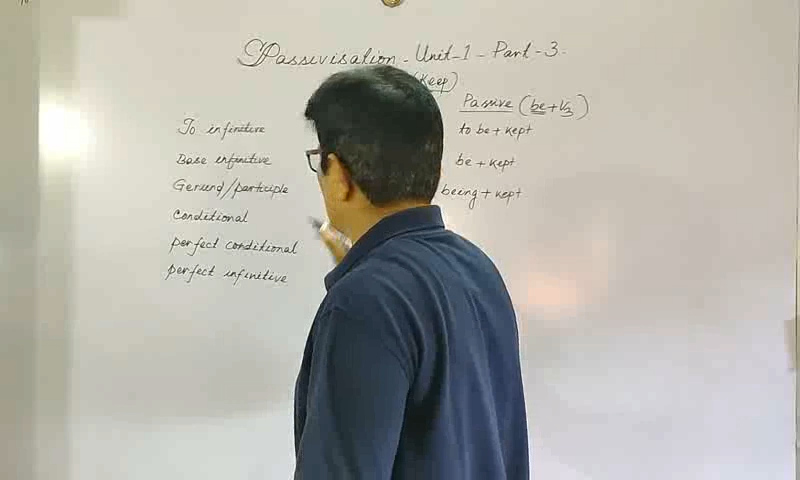 Passivisation - Unit-1 - Part-3.
(Keep)
Passive (be+V3)
To infinitive to be + kept
Base infinitive be + kept
Gerund/participle being + kept
Conditional
perfect conditional
perfect infinitive